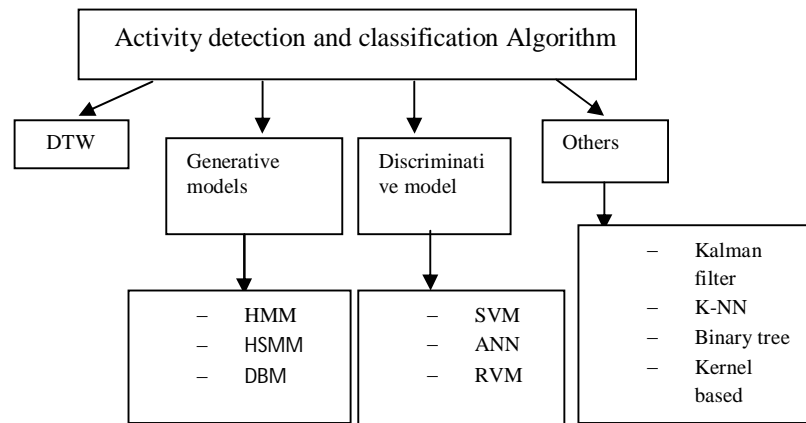 Activity detection and classification Algorithm
DTW
Generative
models
Discriminati
ve model
Others
– HMM
– HSMM
– DBM
– SVM
– ANN
– RVM
– Kalman
filter
– K-NN
– Binary tree
– Kernel
based